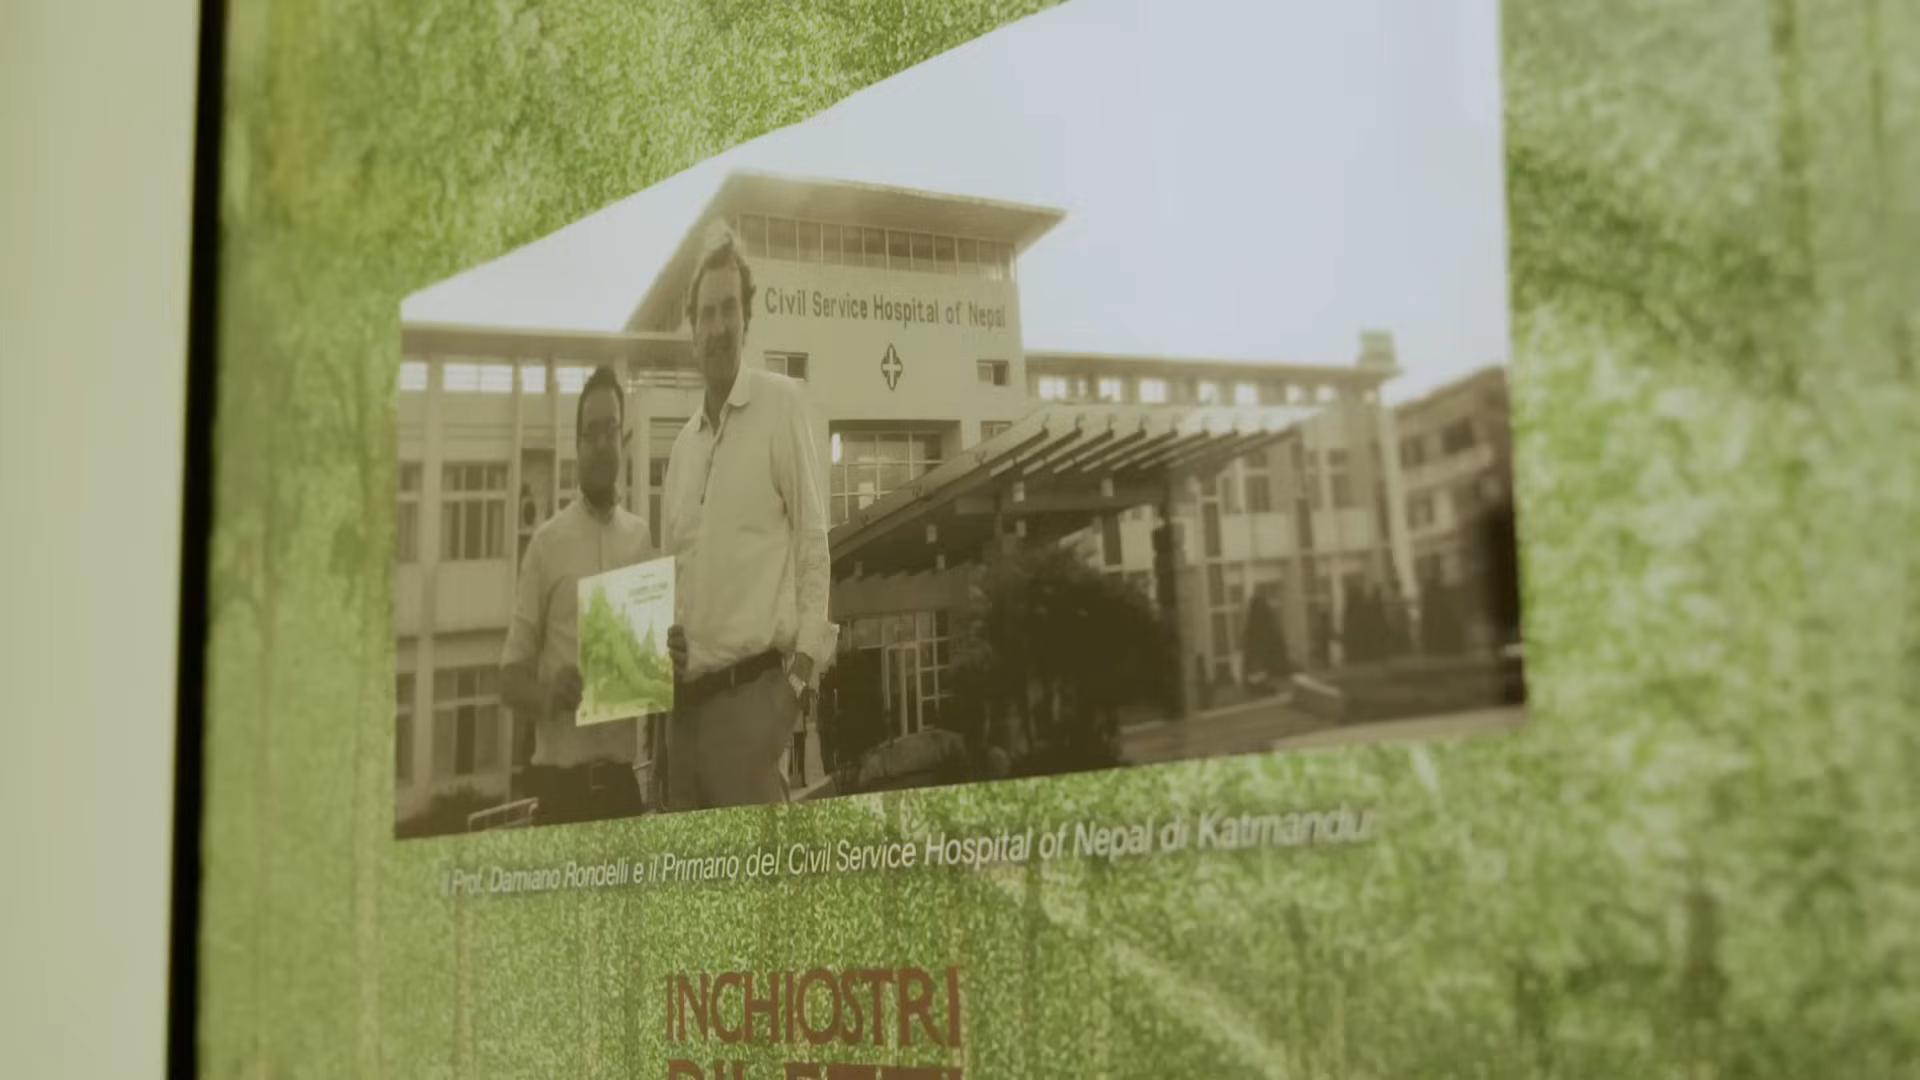 Civil Service Hospital of Nepal
Il Prof. Damiano Rondelli e il Primario del Civil Service Hospital of Nepal di Katmandu
INCHIOSTRI